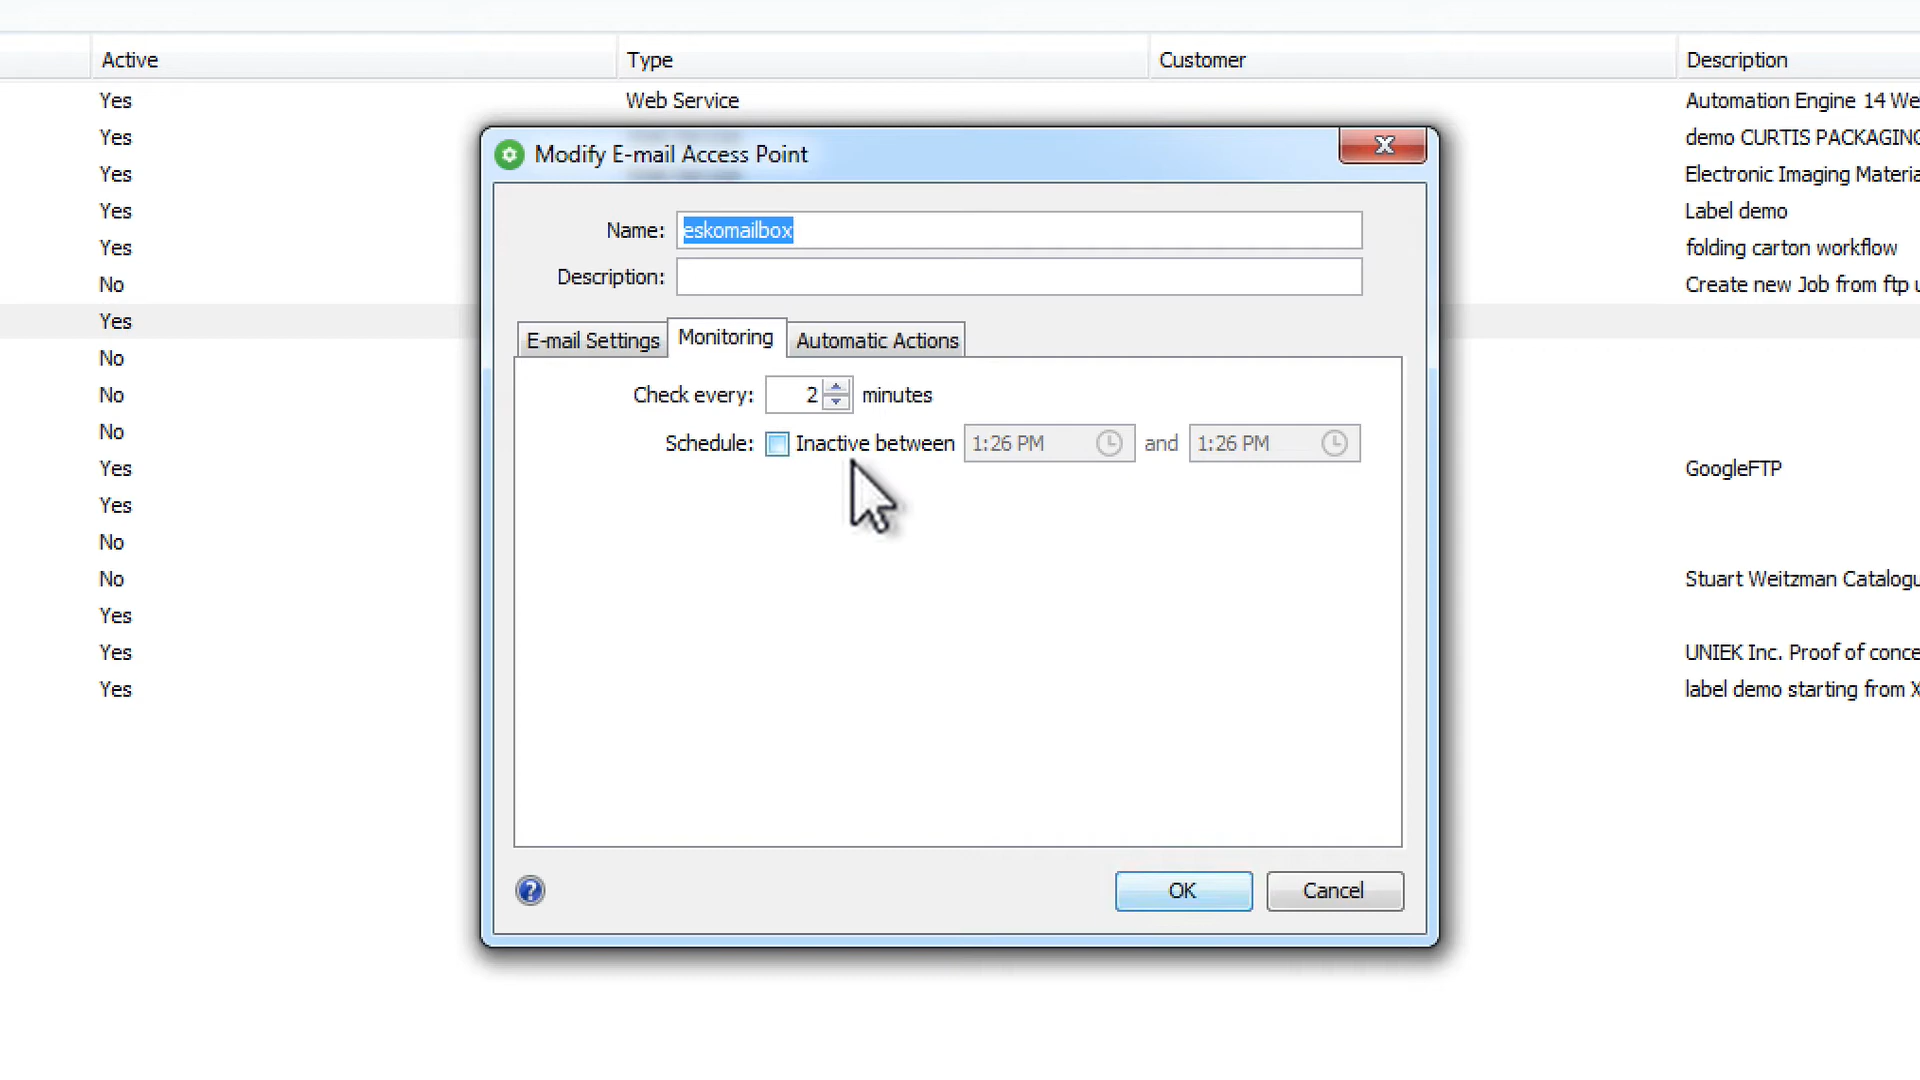 Active Type Customer Description
Yes Web Service Automation Engine 14 We
Yes demo CURTIS PACKAGING
Modify E-mail Access Point
Yes Electronic Imaging Materia
Yes Label demo
Name: eskomailbox
Yes folding carton workflow
Description:
No Create new Job from ftp u
Yes
E-mail Settings Monitoring Automatic Actions
No
No
Check every: 2 minutes
No
Schedule: Inactive between 1:26 PM and 1:26 PM
Yes GoogleFTP
Yes
No
No Stuart Weitzman Catalogu
Yes
Yes UNIEK Inc. Proof of conce
Yes label demo starting from X
? OK Cancel